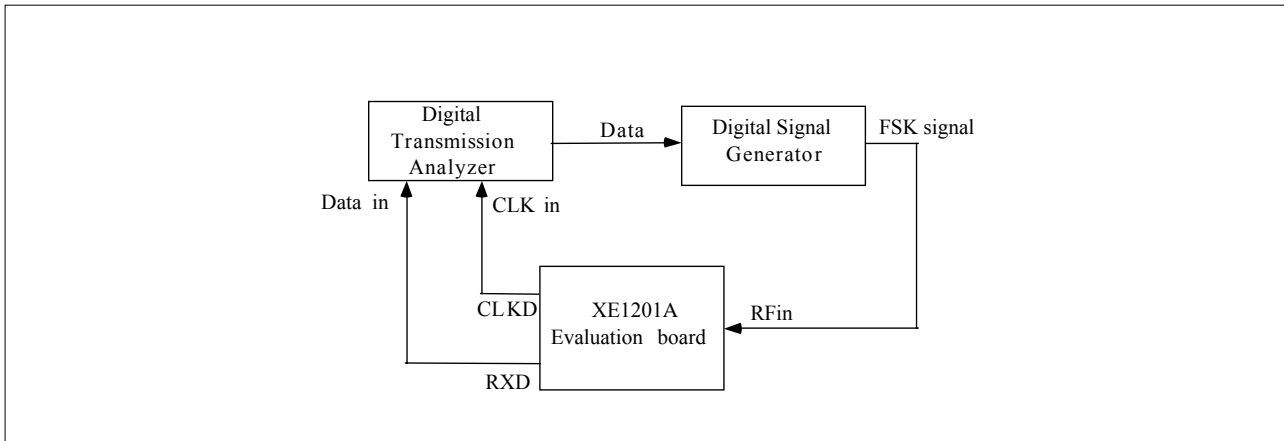 Digital
Transmission
Analyzer
Data
Digital Signal
Generator
FSK signal
Data in
CLK in
CLKD
XE1201A
Evaluation board
RFin
RXD